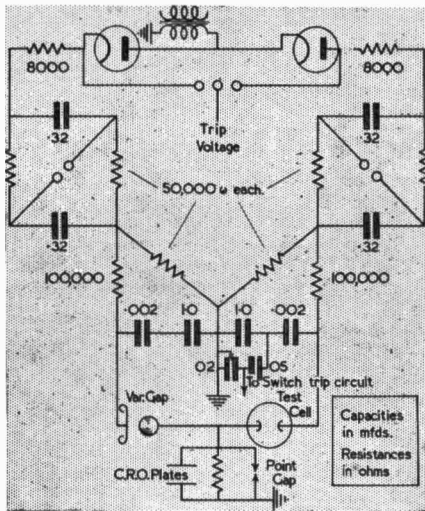 8000
8000
.32
.32
Trip
Voltage
50,000 ω each.
.32
.32
100,000
100,000
.002
1·0
1·0
.002
02
05
To Switch trip circuit
Var. Gap
Test
Cell
C.R.O. Plates
Point
Gap
Capacities
in mfds.
Resistances
in ohms